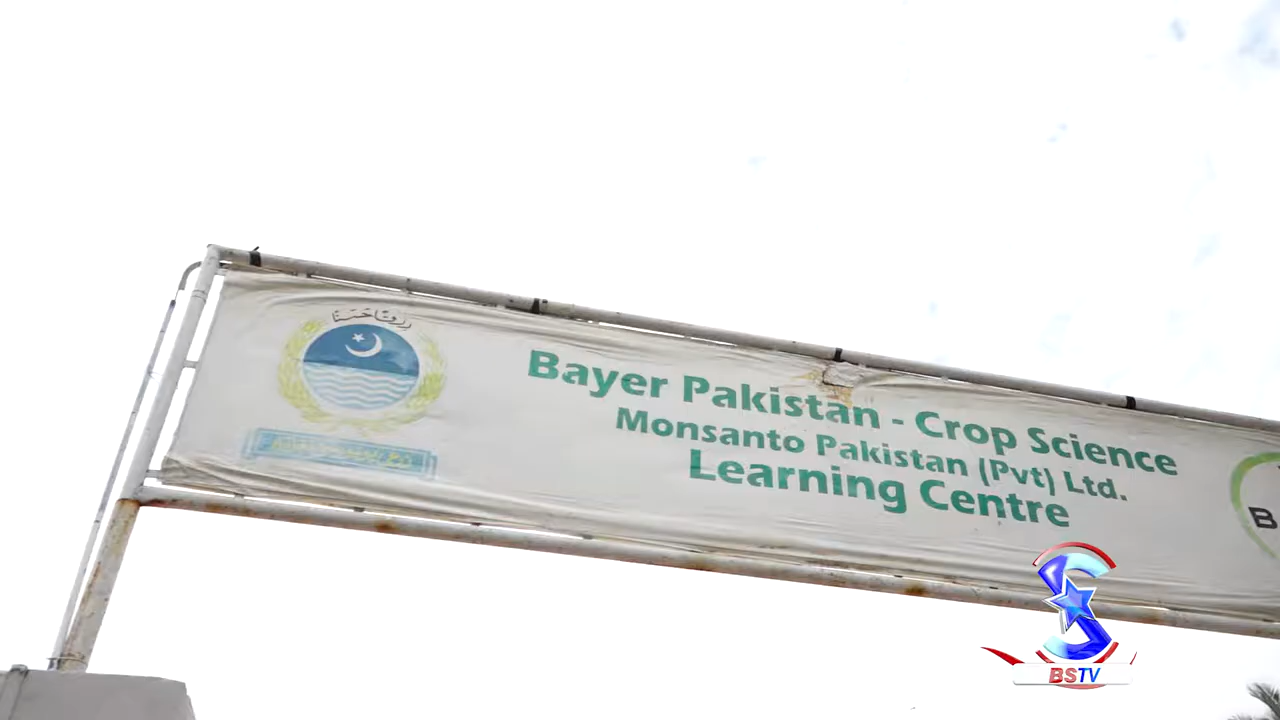 Bayer Pakistan - Crop Science
Monsanto Pakistan (Pvt) Ltd.
Learning Centre
B
BSTV